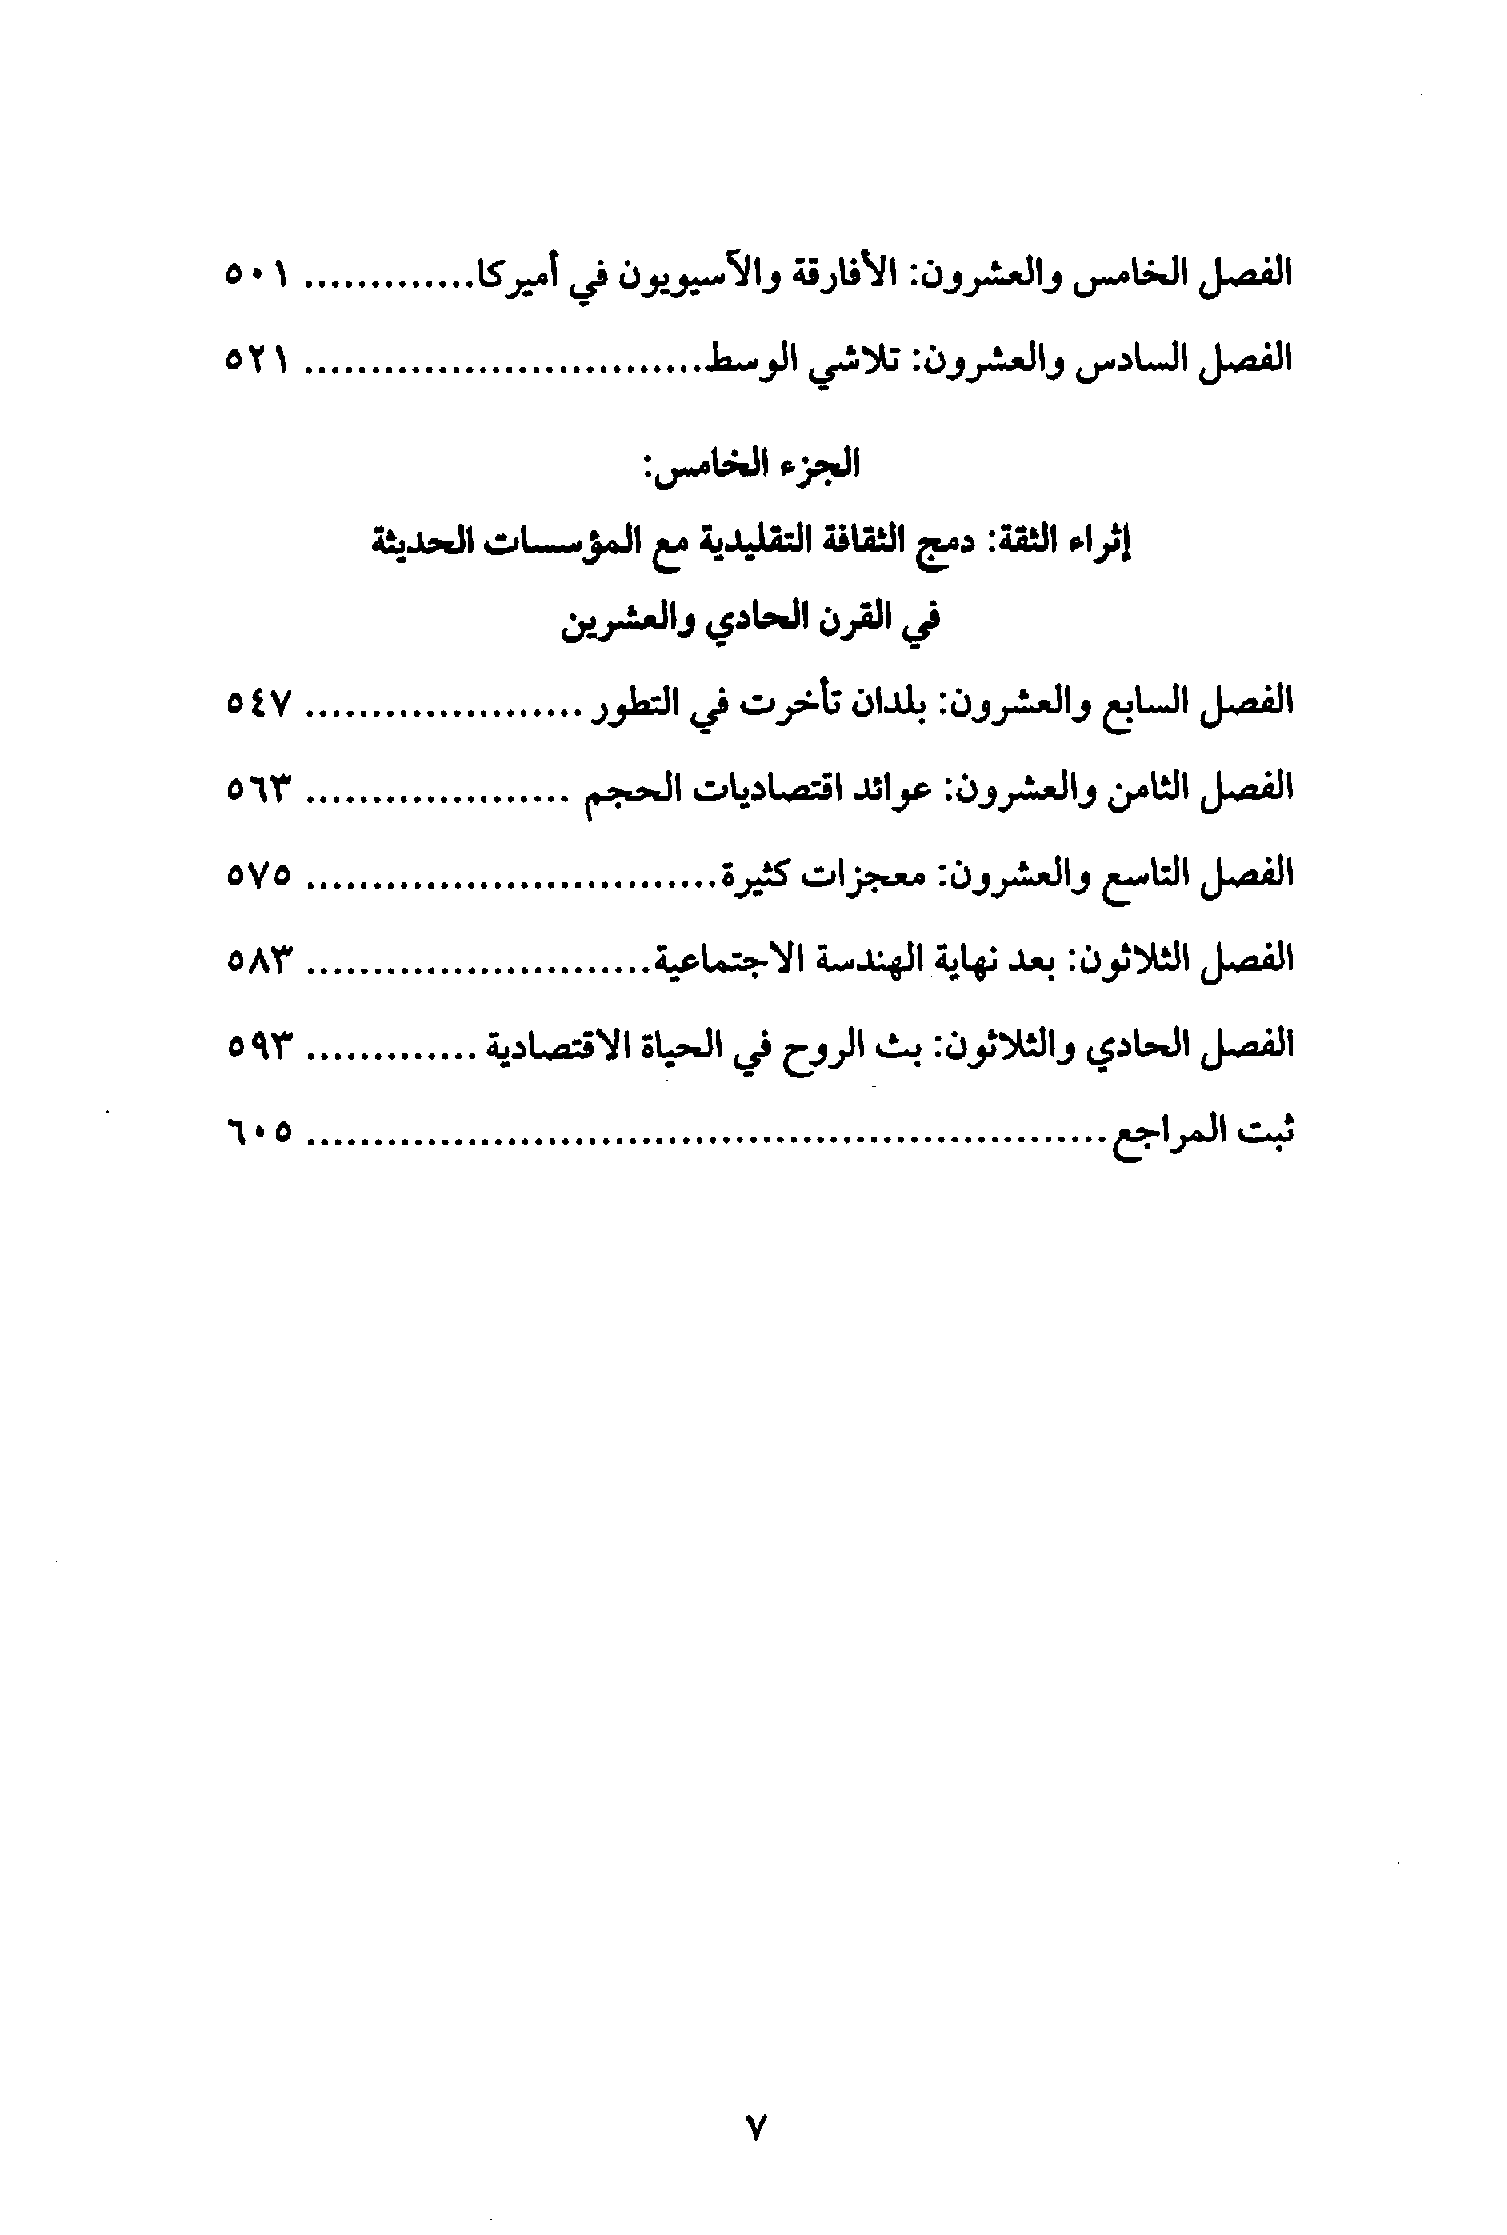 الفصل الخامس والعشرون: الأفارقة والآسيويون في أميركا............. ٥٠١
الفصل السادس والعشرون: تلاشي الوسط.............................. ٥٢١
الجزء الخامس:
إثراء الثقة: دمج الثقافة التقليدية مع المؤسسات الحديثة
في القرن الحادي والعشرين
الفصل السابع والعشرون: بلدان تأخرت في التطور ..................... ٥٤٧
الفصل الثامن والعشرون: عوائد اقتصاديات الحجم .................... ٥٦٣
الفصل التاسع والعشرون: معجزات كثيرة............................... ٥٧٥
الفصل الثلاثون: بعد نهاية الهندسة الاجتماعية.......................... ٥٨٣
الفصل الحادي والثلاثون: بث الروح في الحياة الاقتصادية ............. ٥٩٣
ثبت المراجع............................................................ ٦٠٥
٧